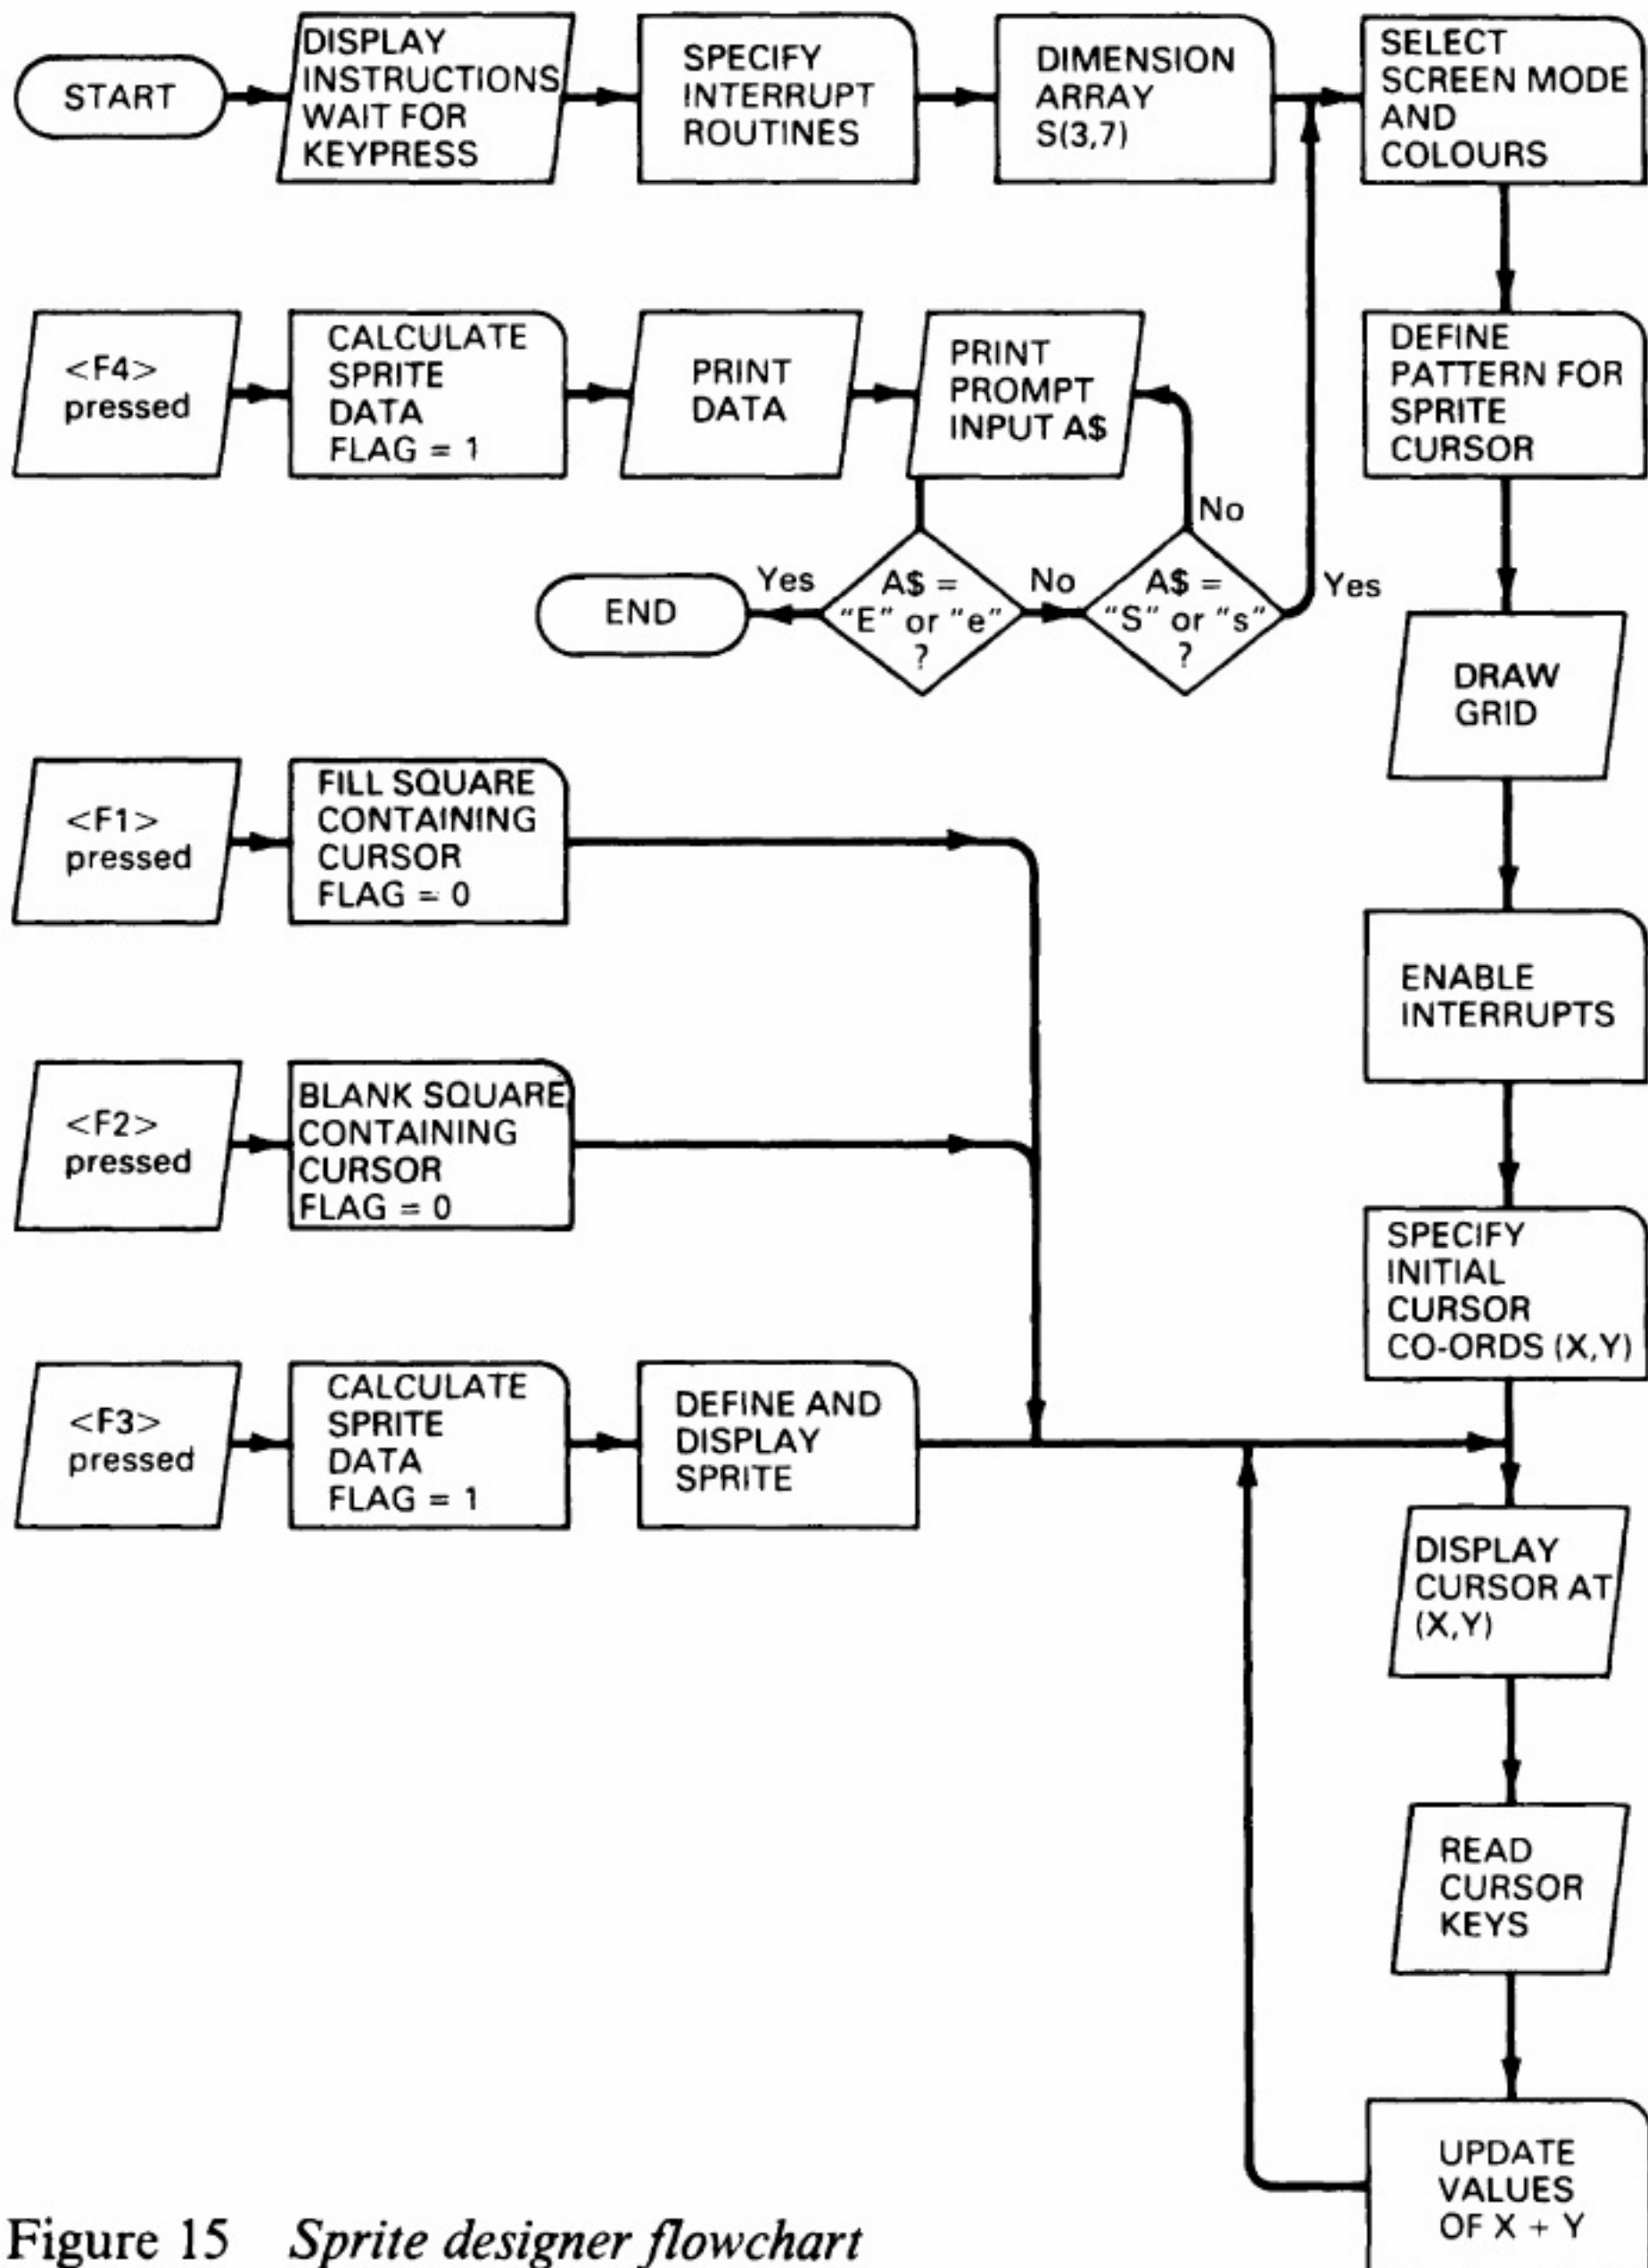 START
DISPLAY
INSTRUCTIONS
WAIT FOR
KEYPRESS
SPECIFY
INTERRUPT
ROUTINES
DIMENSION
ARRAY
S(3,7)
SELECT
SCREEN MODE
AND
COLOURS
<F4>
pressed
CALCULATE
SPRITE
DATA
FLAG = 1
PRINT
DATA
PRINT
PROMPT
INPUT A$
DEFINE
PATTERN FOR
SPRITE
CURSOR
No
END
Yes
A$ =
“E” or “e”
?
No
A$ =
“S” or “s”
?
Yes
DRAW
GRID
<F1>
pressed
FILL SQUARE
CONTAINING
CURSOR
FLAG = 0
ENABLE
INTERRUPTS
<F2>
pressed
BLANK SQUARE
CONTAINING
CURSOR
FLAG = 0
SPECIFY
INITIAL
CURSOR
CO-ORDS (X,Y)
<F3>
pressed
CALCULATE
SPRITE
DATA
FLAG = 1
DEFINE AND
DISPLAY
SPRITE
DISPLAY
CURSOR AT
(X,Y)
READ
CURSOR
KEYS
UPDATE
VALUES
OF X + Y
Figure 15 Sprite designer flowchart